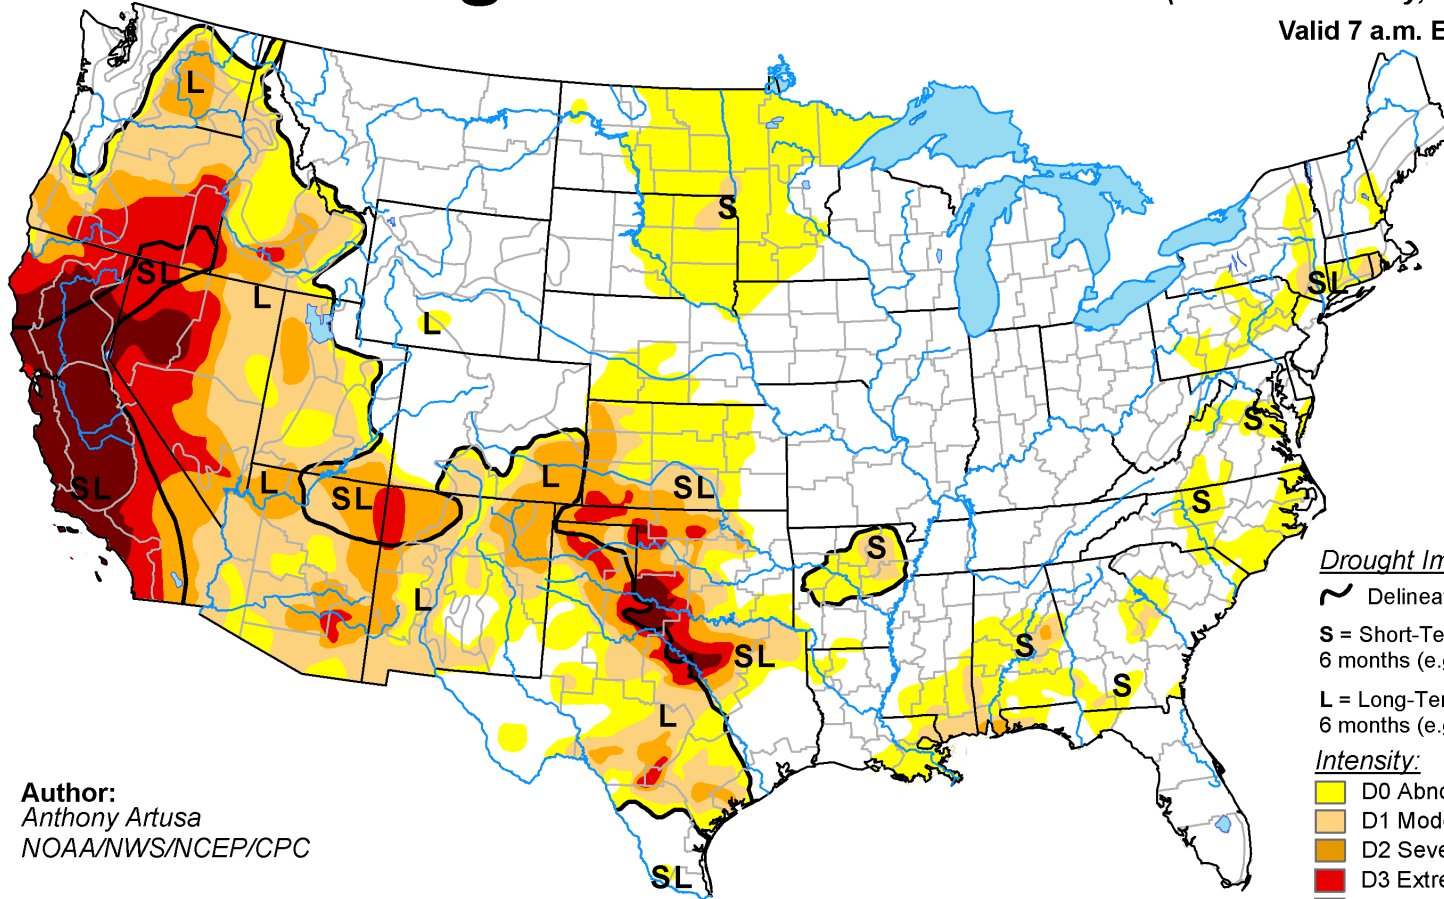 Valid 7 a.m. E
L
S
SL
L
SL
L
S
L
SL
SL
L
SL
S
S
L
SL
S
L
S
SL
Drought Im
Delinea
S = Short-Te
6 months (e.g
L = Long-Ter
6 months (e.g
Intensity:
D0 Abno
D1 Mode
D2 Seve
D3 Extre
Author:
Anthony Artusa
NOAA/NWS/NCEP/CPC